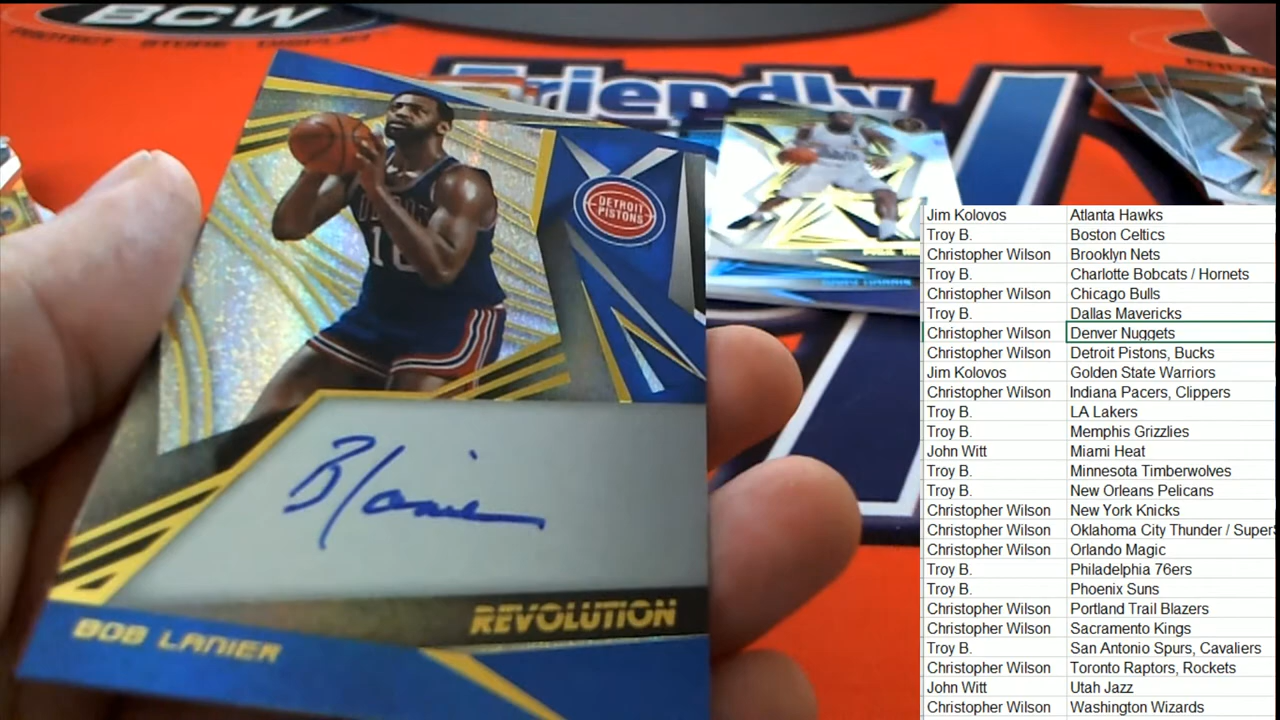 BCW
PROTECT STORE DISPLAY
Friendly
DETROIT
PISTONS
B Lanier
REVOLUTION
BOB LANIER
Jim Kolovos Atlanta Hawks
Troy B. Boston Celtics
Christopher Wilson Brooklyn Nets
Troy B. Charlotte Bobcats / Hornets
Christopher Wilson Chicago Bulls
Troy B. Dallas Mavericks
Christopher Wilson Denver Nuggets
Christopher Wilson Detroit Pistons, Bucks
Jim Kolovos Golden State Warriors
Christopher Wilson Indiana Pacers, Clippers
Troy B. LA Lakers
Troy B. Memphis Grizzlies
John Witt Miami Heat
Troy B. Minnesota Timberwolves
Troy B. New Orleans Pelicans
Christopher Wilson New York Knicks
Christopher Wilson Oklahoma City Thunder / Super
Christopher Wilson Orlando Magic
Troy B. Philadelphia 76ers
Troy B. Phoenix Suns
Christopher Wilson Portland Trail Blazers
Christopher Wilson Sacramento Kings
Troy B. San Antonio Spurs, Cavaliers
Christopher Wilson Toronto Raptors, Rockets
John Witt Utah Jazz
Christopher Wilson Washington Wizards